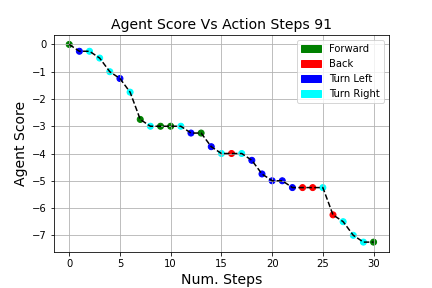 Agent Score Vs Action Steps 91
Forward
Back
Turn Left
Turn Right
Agent Score
0
−1
−2
−3
−4
−5
−6
−7
0 5 10 15 20 25 30
Num. Steps